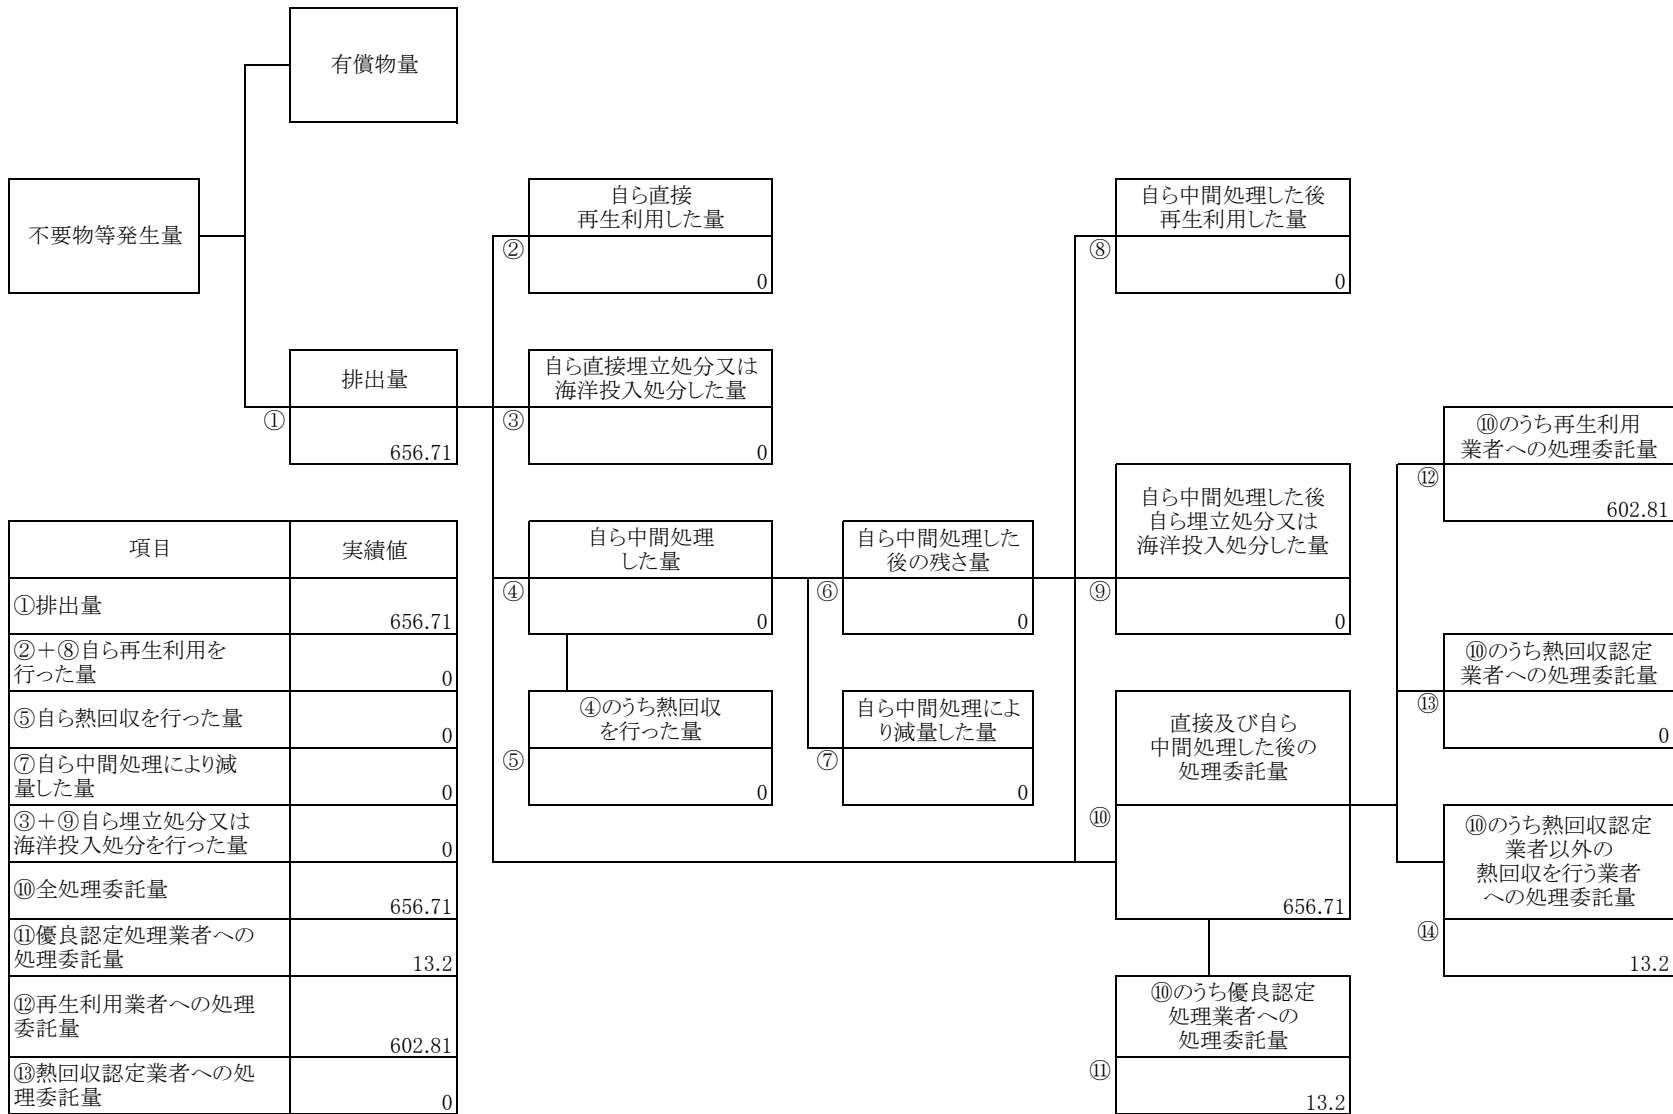 有償物量
不要物等発生量
自ら直接
再生利用した量
②
0
自ら中間処理した後
再生利用した量
⑧
0
排出量
①
656.71
自ら直接埋立処分又は
海洋投入処分した量
③
0
⑩のうち再生利用
業者への処理委託量
⑫
602.81
自ら中間処理した後
自ら埋立処分又は
海洋投入処分した量
⑨
0
自ら中間処理
した量
④
0
自ら中間処理した
後の残さ量
⑥
0
⑩のうち熱回収認定
業者への処理委託量
⑬
0
④のうち熱回収
を行った量
⑤
0
自ら中間処理によ
り減量した量
⑦
0
直接及び自ら
中間処理した後の
処理委託量
⑩
656.71
⑩のうち熱回収認定
業者以外の
熱回収を行う業者
への処理委託量
⑭
13.2
⑩のうち優良認定
処理業者への
処理委託量
⑪
13.2
項目 実績値
①排出量 656.71
②+⑧自ら再生利用を
行った量 0
⑤自ら熱回収を行った量 0
⑦自ら中間処理により減
量した量 0
③+⑨自ら埋立処分又は
海洋投入処分を行った量 0
⑩全処理委託量 656.71
⑪優良認定処理業者への
処理委託量 13.2
⑫再生利用業者への処理
委託量 602.81
⑬熱回収認定業者への処
理委託量 0